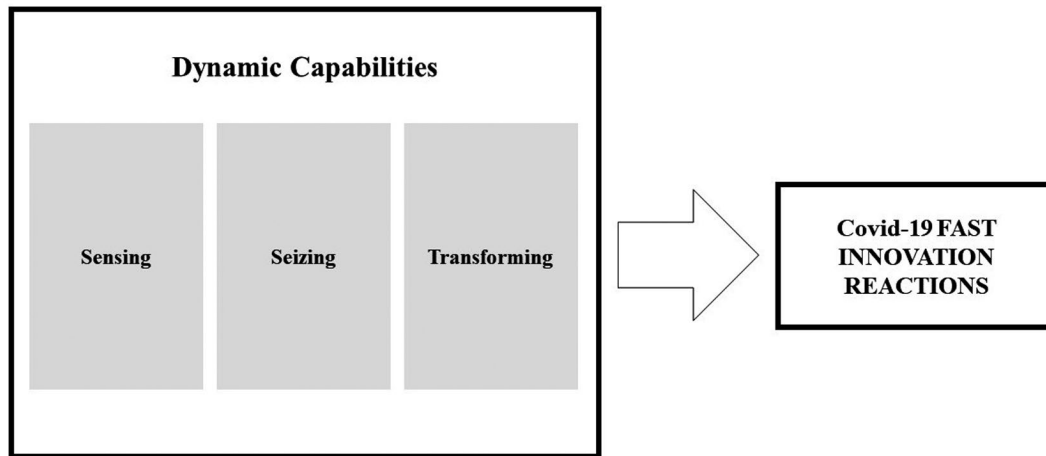 Dynamic Capabilities
Sensing
Seizing
Transforming
Covid-19 FAST
INNOVATION
REACTIONS